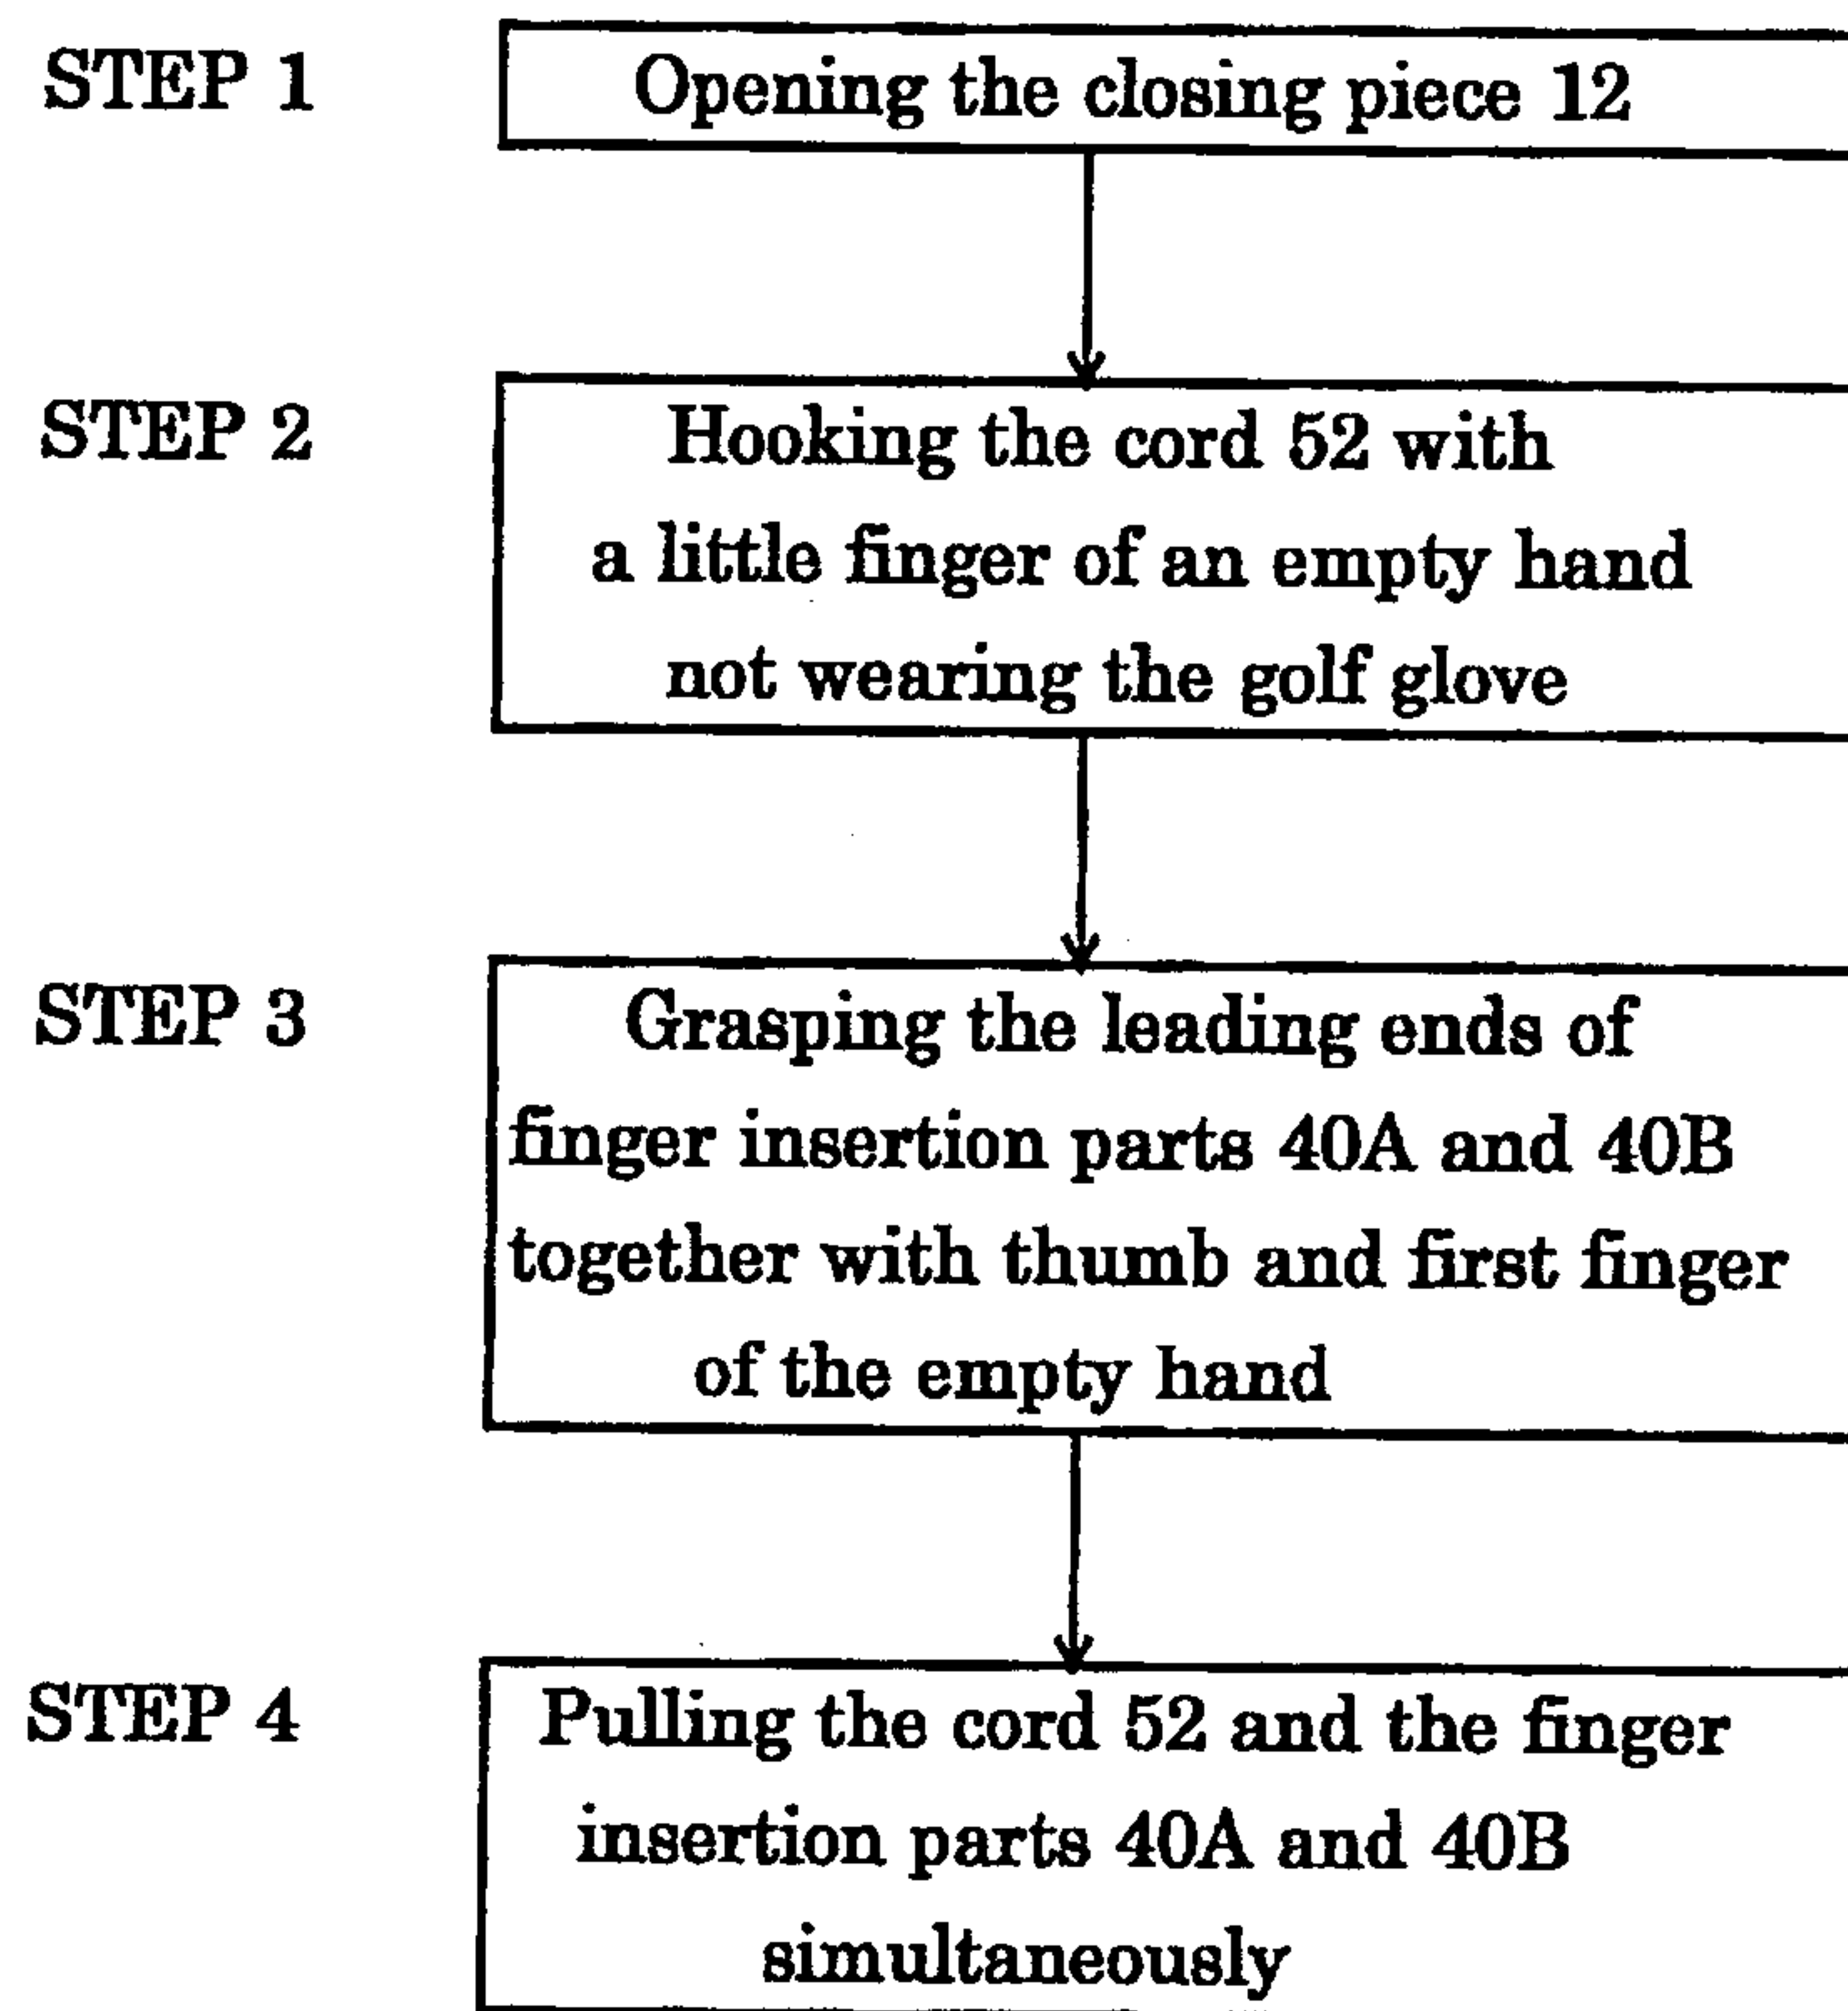 STEP 1
Opening the closing piece 12
STEP 2
Hooking the cord 52 with
a little finger of an empty hand
not wearing the golf glove
STEP 3
Grasping the leading ends of
finger insertion parts 40A and 40B
together with thumb and first finger
of the empty hand
STEP 4
Pulling the cord 52 and the finger
insertion parts 40A and 40B
simultaneously